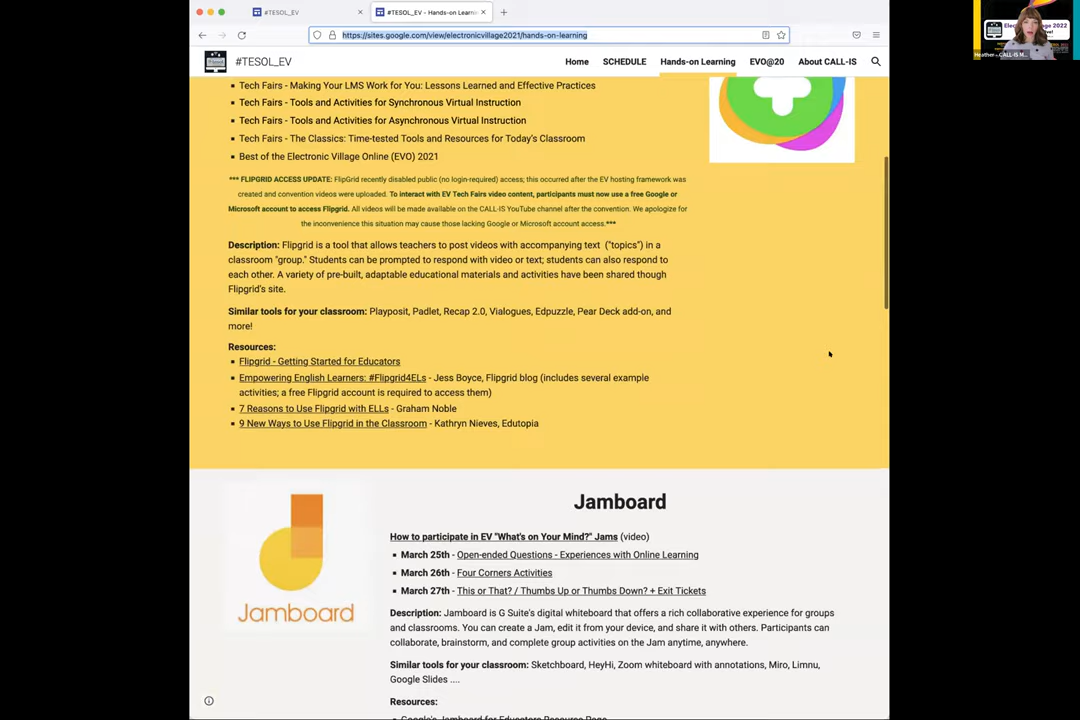 #TESOL_EV
#TESOL_EV - Hands-on Learnin
https://sites.google.com/view/electronicvillage2021/hands-on-learning
#TESOL_EV
Home SCHEDULE Hands-on Learning EVO@20 About CALL-IS
Tech Fairs - Making Your LMS Work for You: Lessons Learned and Effective Practices
Tech Fairs - Tools and Activities for Synchronous Virtual Instruction
Tech Fairs - Tools and Activities for Asynchronous Virtual Instruction
Tech Fairs - The Classics: Time-tested Tools and Resources for Today's Classroom
Best of the Electronic Village Online (EVO) 2021
*** FLIPGRID ACCESS UPDATE: FlipGrid recently disabled public (no login-required) access; this occurred after the EV hosting framework was
created and convention videos were uploaded. To interact with EV Tech Fairs video content, participants must now use a free Google or
Microsoft account to access Flipgrid. All videos will be made available on the CALL-IS YouTube channel after the convention. We apologize for
the inconvenience this situation may cause those lacking Google or Microsoft account access.***
Description: Flipgrid is a tool that allows teachers to post videos with accompanying text ("topics") in a
classroom "group." Students can be prompted to respond with video or text; students can also respond to
each other. A variety of pre-built, adaptable educational materials and activities have been shared though
Flipgrid's site.
Similar tools for your classroom: Playposit, Padlet, Recap 2.0, Vialogues, Edpuzzle, Pear Deck add-on, and
more!
Resources:
Flipgrid - Getting Started for Educators
Empowering English Learners: #Flipgrid4ELs - Jess Boyce, Flipgrid blog (includes several example
activities; a free Flipgrid account is required to access them)
7 Reasons to Use Flipgrid with ELLs - Graham Noble
9 New Ways to Use Flipgrid in the Classroom - Kathryn Nieves, Edutopia
Jamboard
Jamboard
How to participate in EV "What's on Your Mind?" Jams (video)
March 25th - Open-ended Questions - Experiences with Online Learning
March 26th - Four Corners Activities
March 27th - This or That? / Thumbs Up or Thumbs Down? + Exit Tickets
Description: Jamboard is G Suite's digital whiteboard that offers a rich collaborative experience for groups
and classrooms. You can create a Jam, edit it from your device, and share it with others. Participants can
collaborate, brainstorm, and complete group activities on the Jam anytime, anywhere.
Similar tools for your classroom: Sketchboard, HeyHi, Zoom whiteboard with annotations, Miro, Limnu,
Google Slides ....
Resources:
Google's Jamboard for Educators Resource Page
Heather - CALL-IS M...